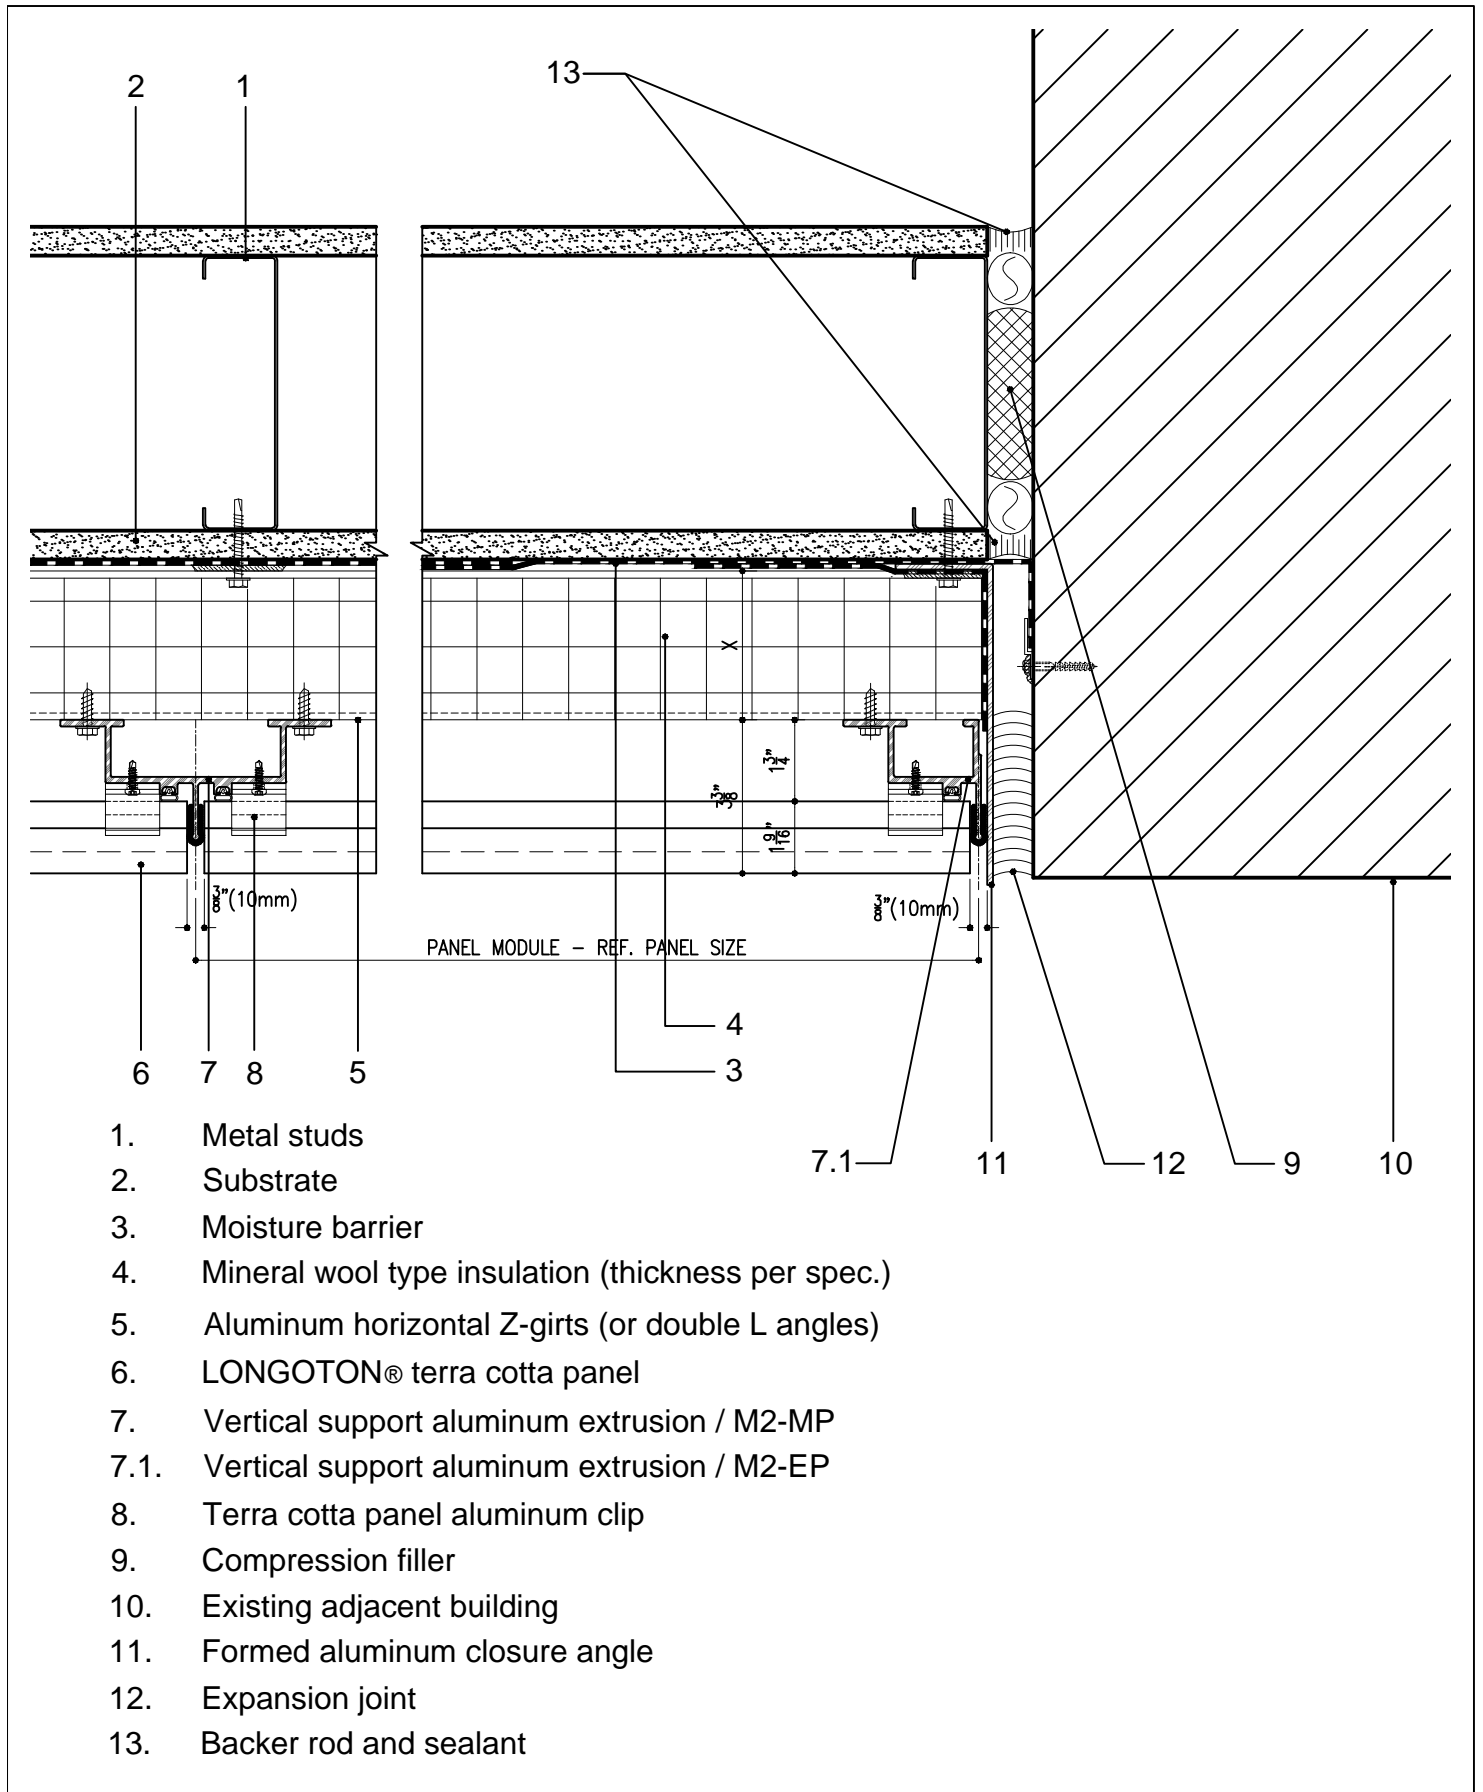 2
1
13
X
1 3/4"
3 3/8"
1 9/16"
3/8"(10mm)
3/8"(10mm)
PANEL MODULE – REF. PANEL SIZE
4
3
6
7
8
5
7.1
11
12
9
10
1. Metal studs
2. Substrate
3. Moisture barrier
4. Mineral wool type insulation (thickness per spec.)
5. Aluminum horizontal Z-girts (or double L angles)
6. LONGOTON® terra cotta panel
7. Vertical support aluminum extrusion / M2-MP
7.1. Vertical support aluminum extrusion / M2-EP
8. Terra cotta panel aluminum clip
9. Compression filler
10. Existing adjacent building
11. Formed aluminum closure angle
12. Expansion joint
13. Backer rod and sealant